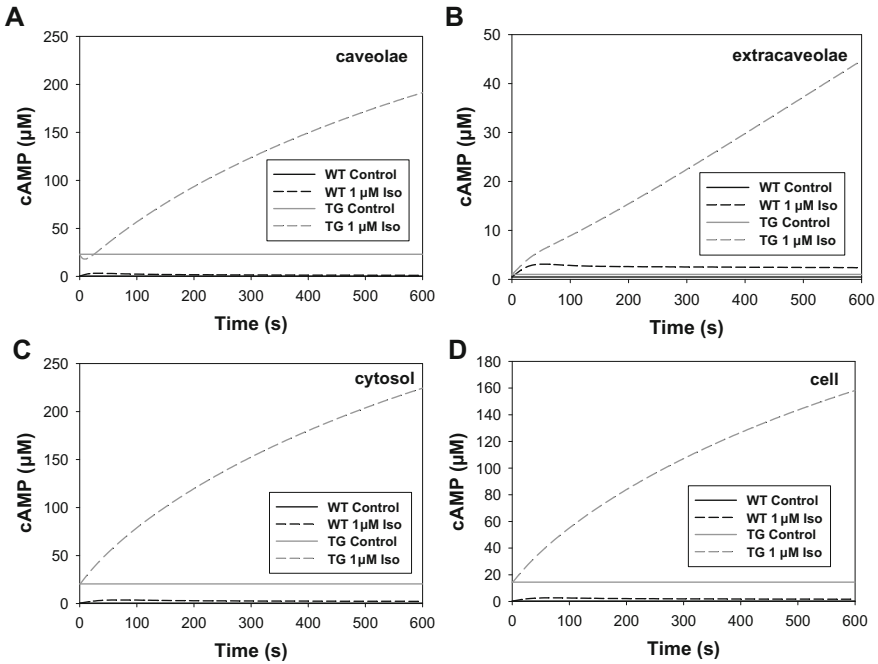 A
caveolae
cAMP (µM)
250
200
150
100
50
0
WT Control
WT 1 µM Iso
TG Control
TG 1 µM Iso
0 100 200 300 400 500 600
Time (s)
B
extracaveolae
cAMP (µM)
50
40
30
20
10
0
WT Control
WT 1 µM Iso
TG Control
TG 1 µM Iso
0 100 200 300 400 500 600
Time (s)
C
cytosol
cAMP (µM)
250
200
150
100
50
0
WT Control
WT 1µM Iso
TG Control
TG 1µM Iso
0 100 200 300 400 500 600
Time (s)
D
cell
cAMP (µM)
180
160
140
120
100
80
60
40
20
0
WT Control
WT 1µM Iso
TG Control
TG 1 µM Iso
0 100 200 300 400 500 600
Time (s)